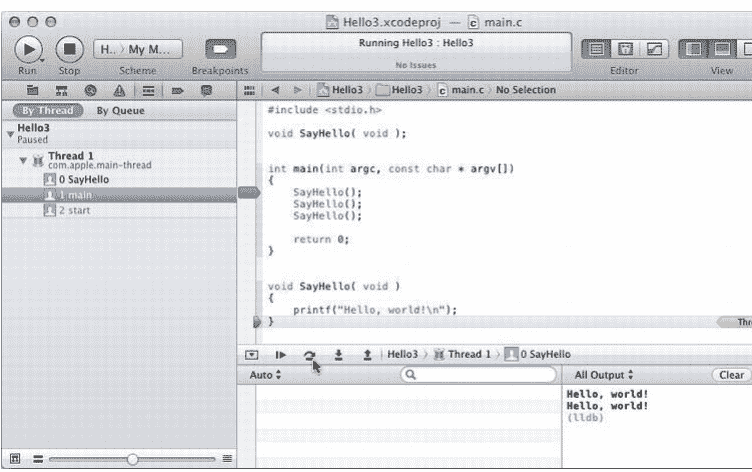 Hello3.xcodeproj — main.c
Run Stop Scheme Breakpoints Editor View
H.. › My M...
Running Hello3 : Hello3
No Issues
Hello3 › Hello3 › main.c › No Selection
By Thread By Queue
Hello3
Paused
Thread 1
com.apple.main-thread
0 SayHello
1 main
2 start
#include <stdio.h>
void SayHello( void );
int main(int argc, const char * argv[])
{
SayHello();
SayHello();
SayHello();
return 0;
}
void SayHello( void )
{
printf("Hello, world!\n");
}
Thr
Hello3 › Thread 1 › 0 SayHello
Auto
All Output
Clear
Hello, world!
Hello, world!
(lldb)